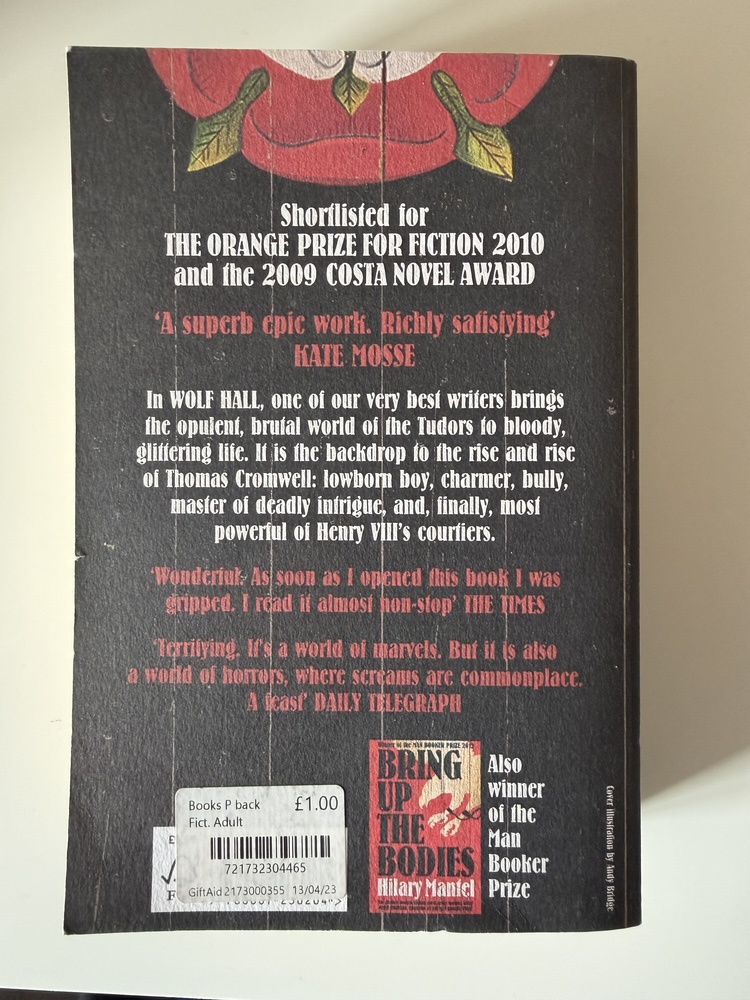 Shortlisted for
THE ORANGE PRIZE FOR FICTION 2010
and the 2009 COSTA NOVEL AWARD
‘A superb epic work. Richly satisfying’
KATE MOSSE
In WOLF HALL, one of our very best writers brings
the opulent, brutal world of the Tudors to bloody,
glittering life. It is the backdrop to the rise and rise
of Thomas Cromwell: lowborn boy, charmer, bully,
master of deadly intrigue, and, finally, most
powerful of Henry VIII’s courtiers.
‘Wonderful. As soon as I opened this book I was
gripped. I read it almost non-stop’ THE TIMES
‘Terrifying. It’s a world of marvels. But it is also
a world of horrors, where screams are commonplace.
A feast’ DAILY TELEGRAPH
Books P back £1.00
Fict. Adult
721732304465
GiftAid 2173000355 13/04/23
Winner of the MAN BOOKER PRIZE 2012
BRING
UP
THE
BODIES
Hilary Mantel
Also
winner
of the
Man
Booker
Prize
Cover illustration by Andy Bridge